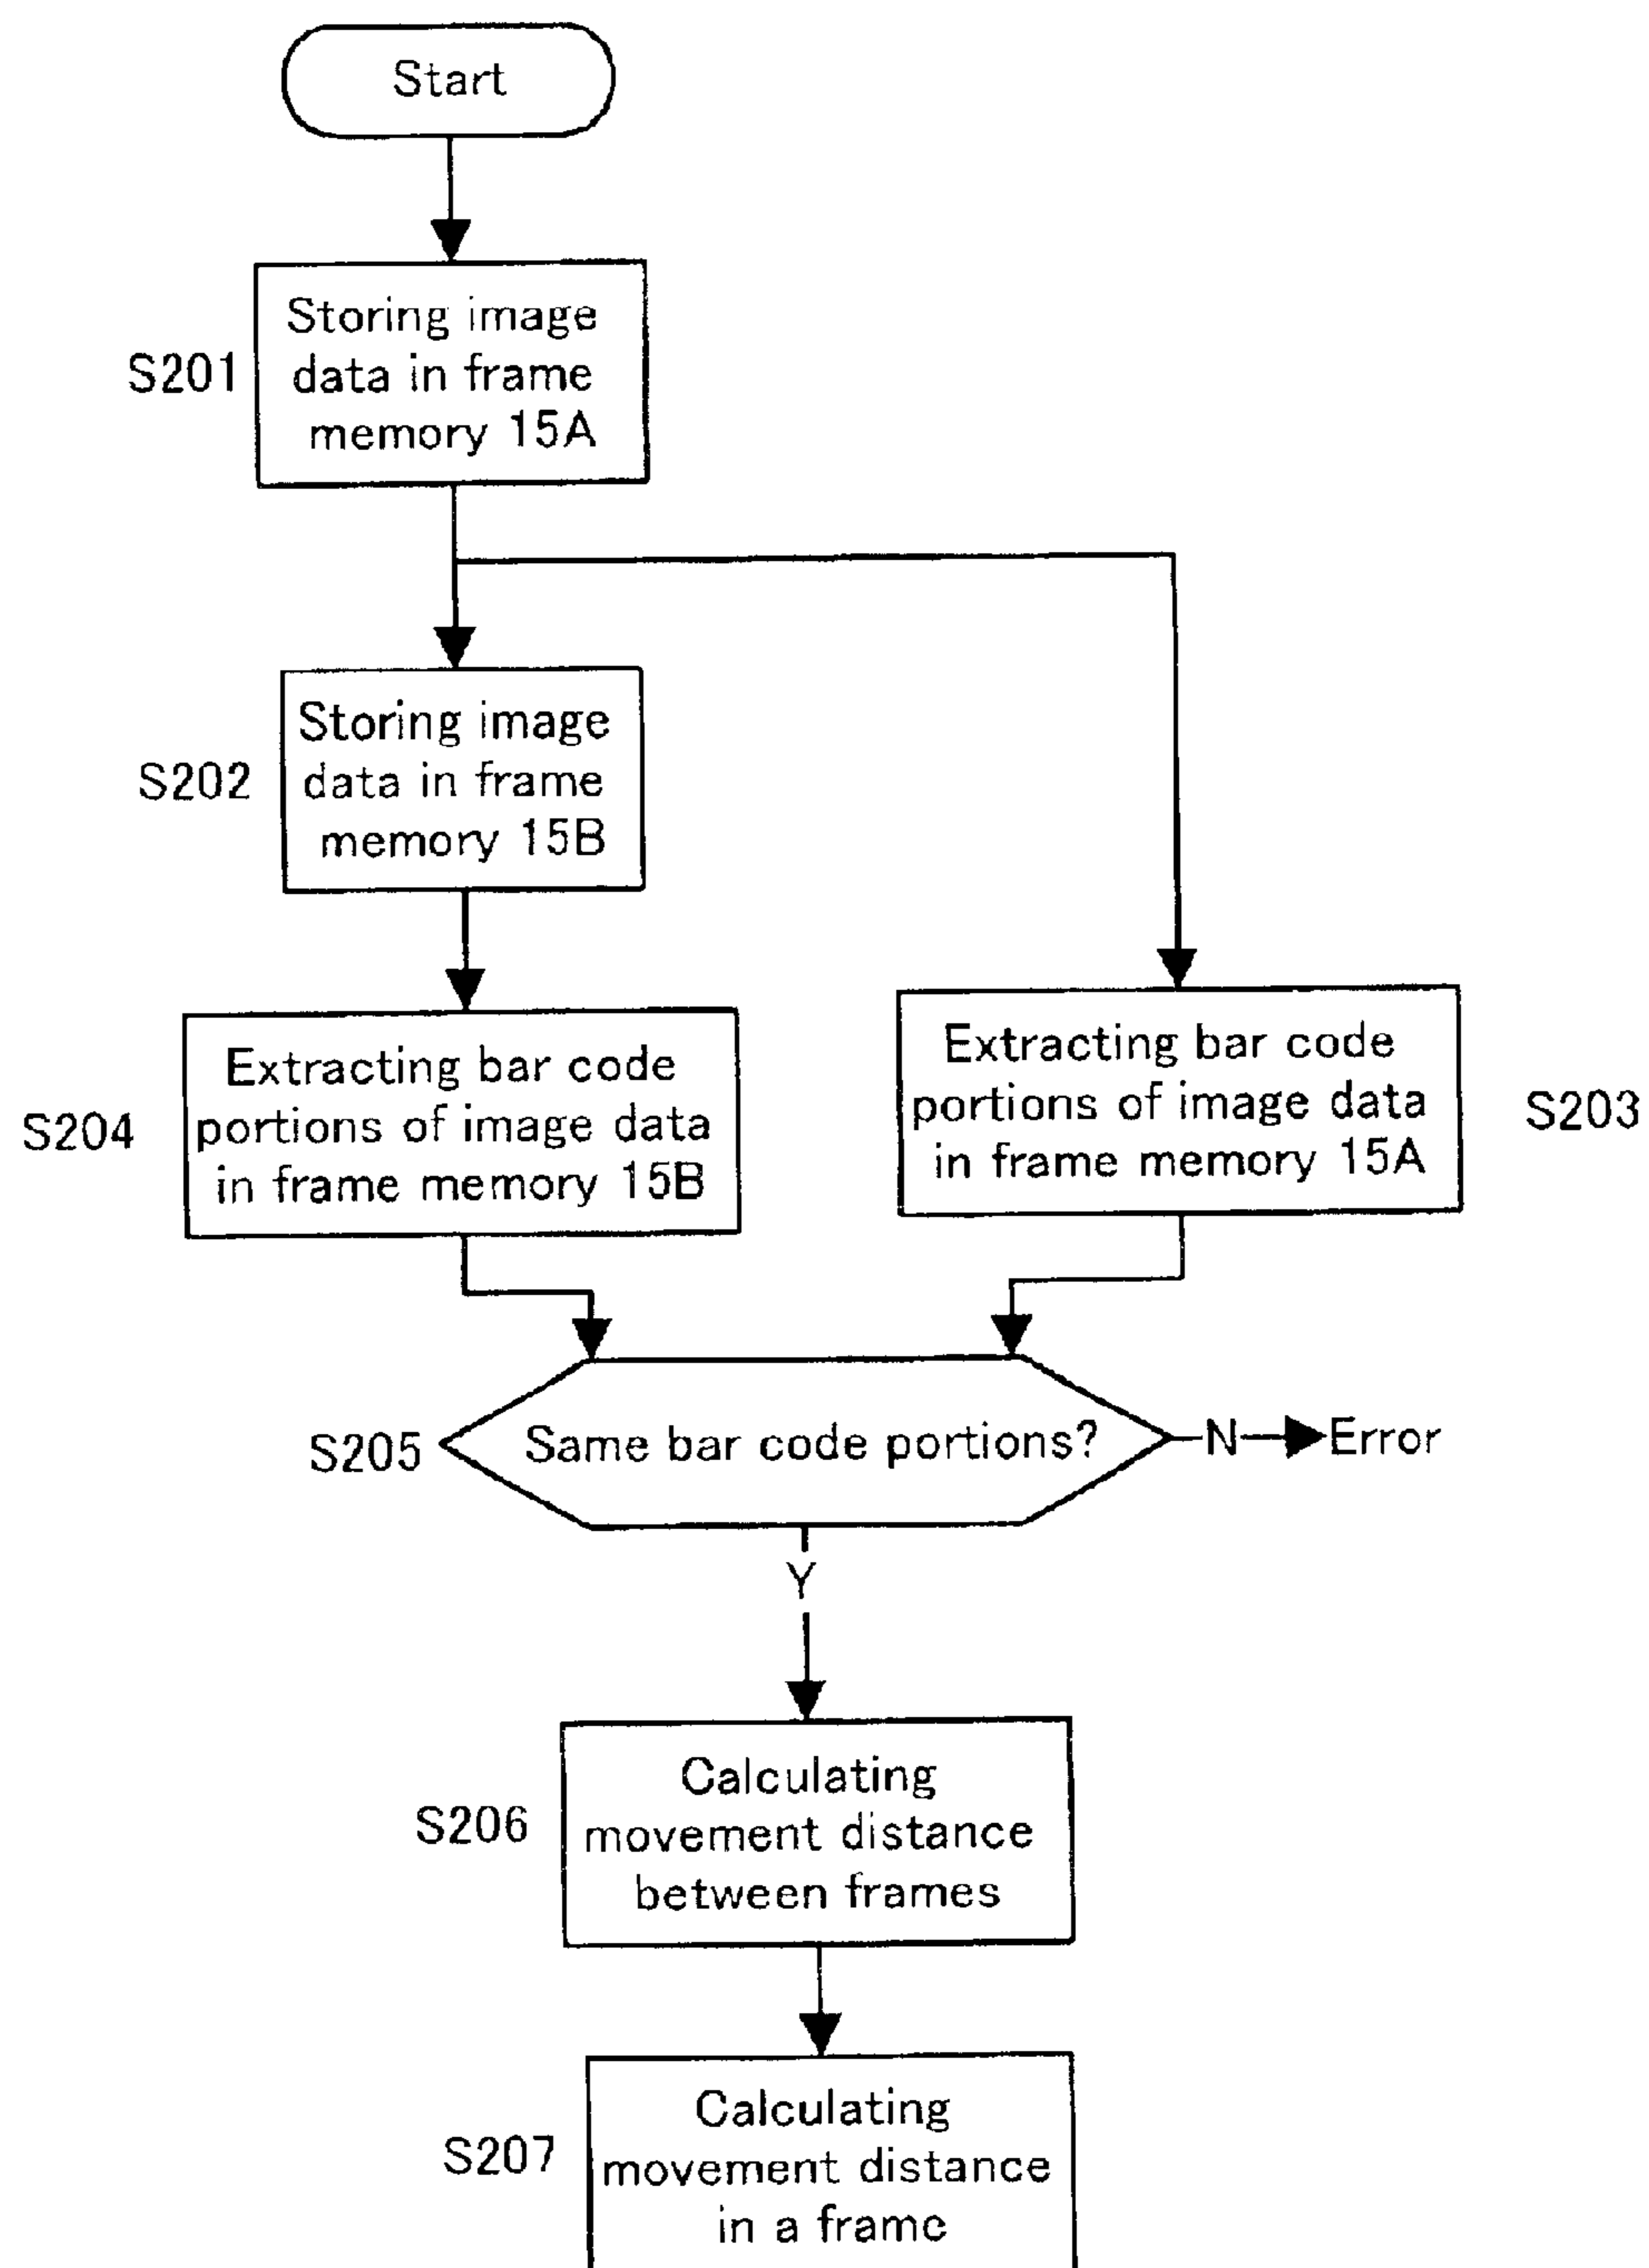 Start
S201
Storing image
data in frame
memory 15A
S202
Storing image
data in frame
memory 15B
S204
Extracting bar code
portions of image data
in frame memory 15B
Extracting bar code
portions of image data
in frame memory 15A
S203
S205
Same bar code portions?
N
Error
Y
S206
Calculating
movement distance
between frames
S207
Calculating
movement distance
in a frame